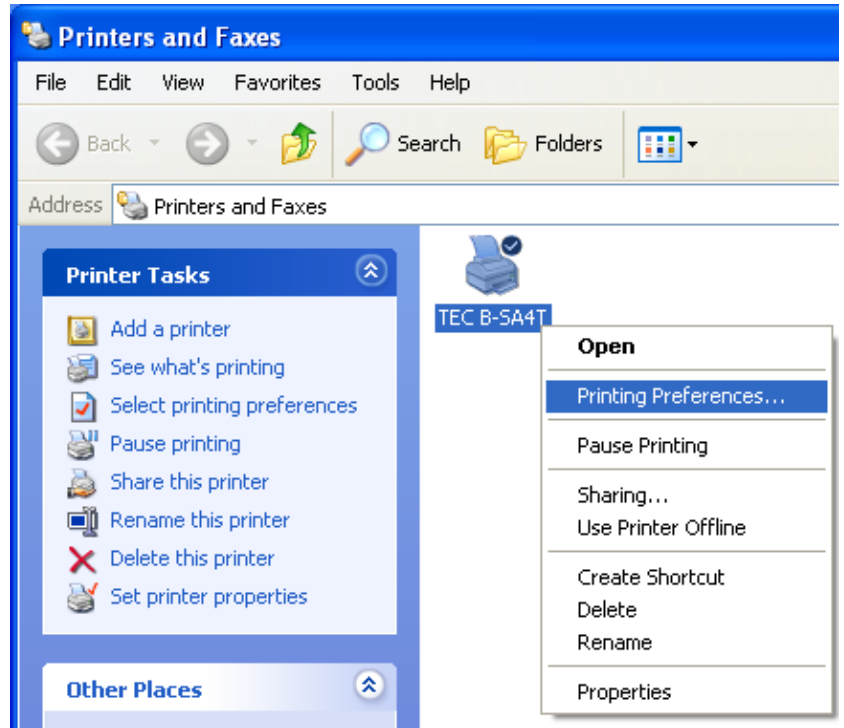 Printers and Faxes
File Edit View Favorites Tools Help
Back Search Folders
Address Printers and Faxes
Printer Tasks
Add a printer
See what's printing
Select printing preferences
Pause printing
Share this printer
Rename this printer
Delete this printer
Set printer properties
Other Places
TEC B-SA4T
Open
Printing Preferences...
Pause Printing
Sharing...
Use Printer Offline
Create Shortcut
Delete
Rename
Properties